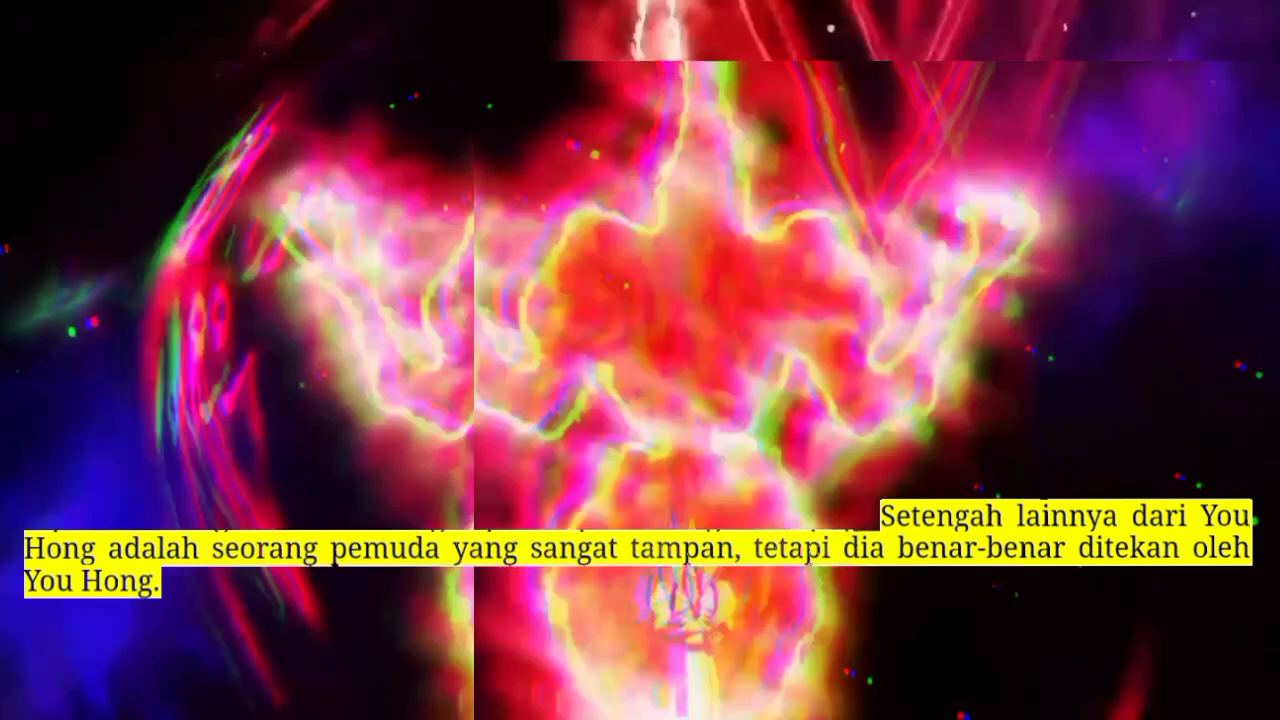 Setengah lainnya dari You
Hong adalah seorang pemuda yang sangat tampan, tetapi dia benar-benar ditekan oleh
You Hong.